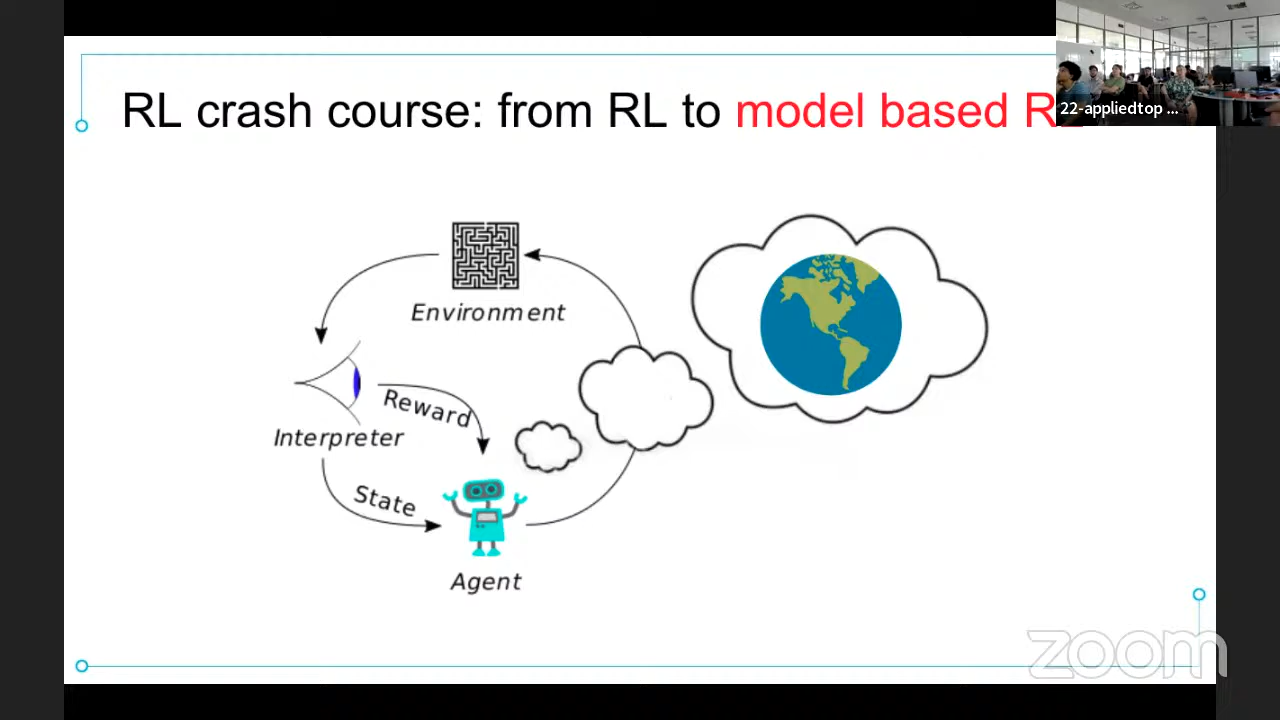 RL crash course: from RL to model based R
22-appliedtop ...
Environment
Reward
Interpreter
State
Agent
zoom